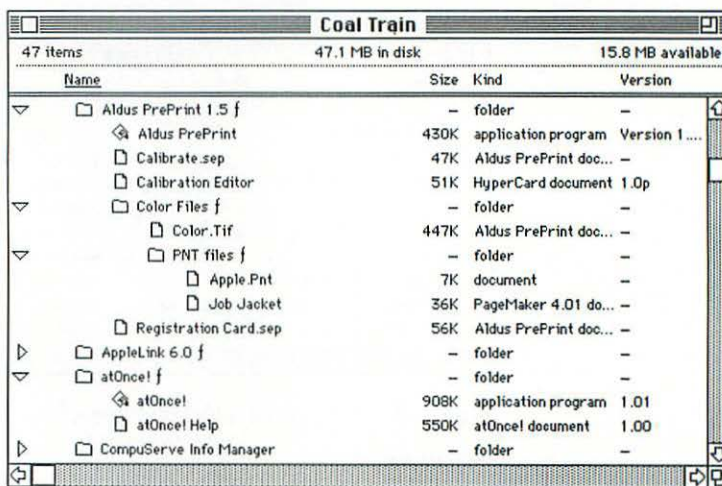 Coal Train
47 items 47.1 MB in disk 15.8 MB available
Name Size Kind Version
Aldus PrePrint 1.5 ƒ – folder –
Aldus PrePrint 430K application program Version 1....
Calibrate.sep 47K Aldus PrePrint doc... –
Calibration Editor 51K HyperCard document 1.0p
Color Files ƒ – folder –
Color.Tif 447K Aldus PrePrint doc... –
PNT files ƒ – folder –
Apple.Pnt 7K document –
Job Jacket 36K PageMaker 4.01 do... –
Registration Card.sep 56K Aldus PrePrint doc... –
AppleLink 6.0 ƒ – folder –
atOnce! ƒ – folder –
atOnce! 908K application program 1.01
atOnce! Help 550K atOnce! document 1.00
CompuServe Info Manager – folder –